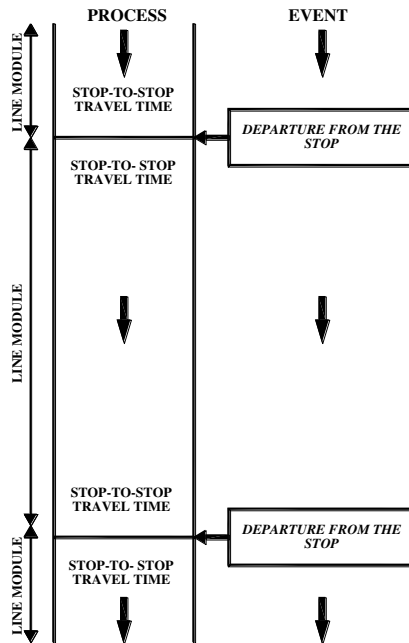 PROCESS
EVENT
LINE MODULE
STOP-TO-STOP
TRAVEL TIME
DEPARTURE FROM THE
STOP
STOP-TO- STOP
TRAVEL TIME
LINE MODULE
STOP-TO-STOP
TRAVEL TIME
DEPARTURE FROM THE
STOP
STOP-TO- STOP
TRAVEL TIME
LINE MODULE